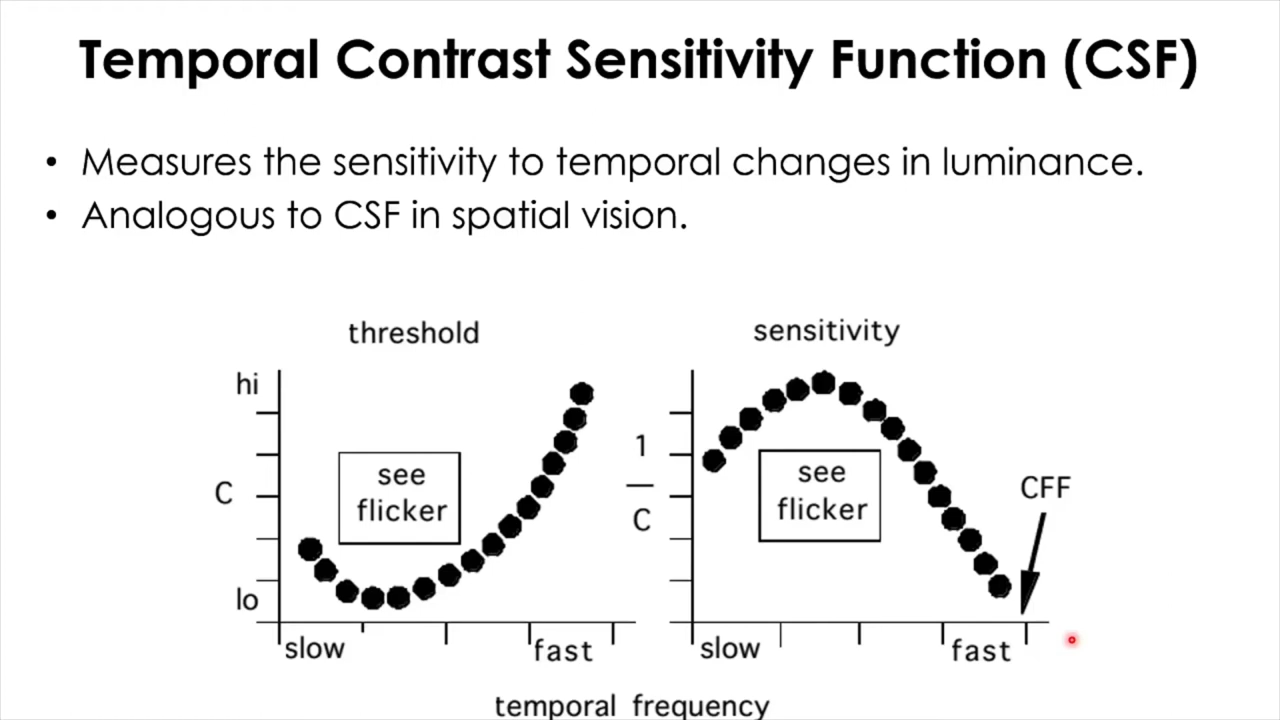 Temporal Contrast Sensitivity Function (CSF)
• Measures the sensitivity to temporal changes in luminance.
• Analogous to CSF in spatial vision.
threshold
hi
C
lo
see
flicker
slow
fast
sensitivity
1
—
C
see
flicker
CFF
slow
fast
temporal frequency